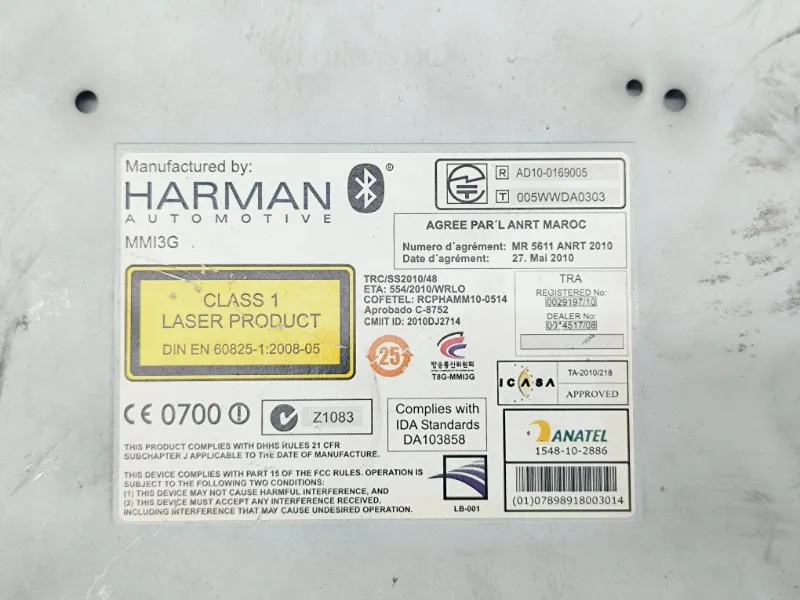 Manufactured by:
HARMAN ®
AUTOMOTIVE
MMI3G
R AD10-0169005
T 005WWDA0303
AGREE PAR´L ANRT MAROC
Numero d´agrément: MR 5611 ANRT 2010
Date d´agrément: 27. Mai 2010
CLASS 1
LASER PRODUCT
DIN EN 60825-1:2008-05
TRC/SS2010/48
ETA: 554/2010/WRLO
COFETEL: RCPHAMM10-0514
Aprobado C-8752
CMIIT ID: 2010DJ2714
TRA
REGISTERED No:
0029197/10
DEALER No:
0014517/08
25
방송통신위원회
T8G-MMI3G
ICASA
TA-2010/218
APPROVED
CE 0700
Z1083
Complies with
IDA Standards
DA103858
ANATEL
1548-10-2886
(01)07898918003014
THIS PRODUCT COMPLIES WITH DHHS RULES 21 CFR
SUBCHAPTER J APPLICABLE TO THE DATE OF MANUFACTURE.
THIS DEVICE COMPLIES WITH PART 15 OF THE FCC RULES. OPERATION IS
SUBJECT TO THE FOLLOWING TWO CONDITIONS:
(1) THIS DEVICE MAY NOT CAUSE HARMFUL INTERFERENCE, AND
(2) THIS DEVICE MUST ACCEPT ANY INTERFERENCE RECEIVED,
INCLUDING INTERFERENCE THAT MAY CAUSE UNDESIRED OPERATION.
LB-001